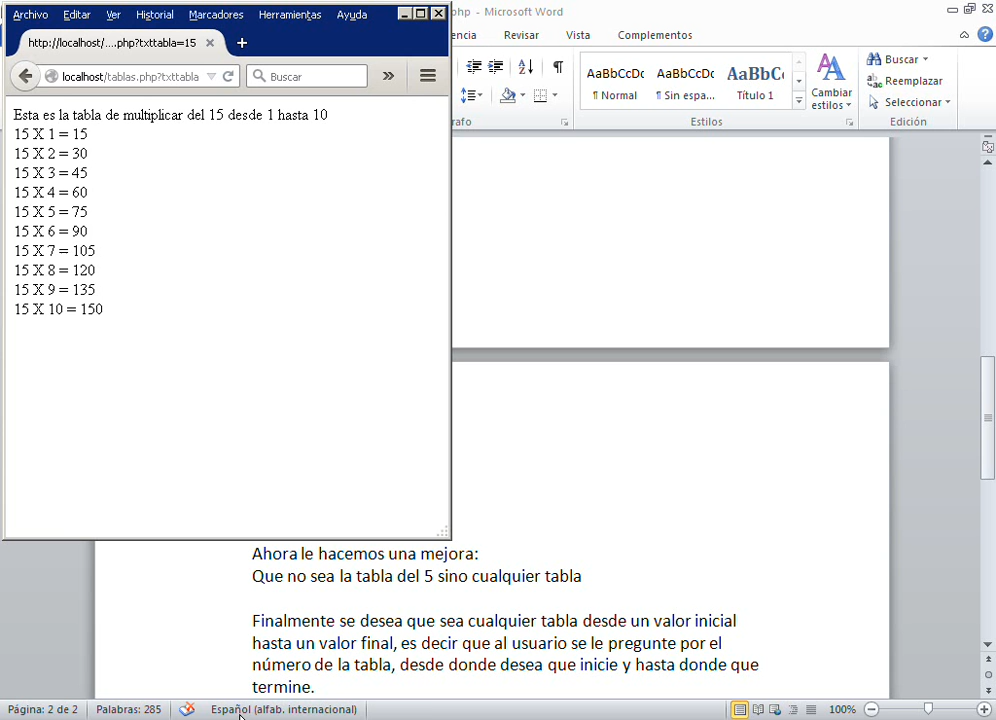 Archivo Editar Ver Historial Marcadores Herramientas Ayuda
php - Microsoft Word
http://localhost/....php?txttabla=15
encia Revisar Vista Complementos
localhost/tablas.php?txttabla
Buscar
AaBbCcDc AaBbCcDc AaBbC
¶ Normal ¶ Sin espa... Título 1
Cambiar
estilos
Buscar
Reemplazar
Seleccionar
rafo
Estilos
Edición
Esta es la tabla de multiplicar del 15 desde 1 hasta 10
15 X 1 = 15
15 X 2 = 30
15 X 3 = 45
15 X 4 = 60
15 X 5 = 75
15 X 6 = 90
15 X 7 = 105
15 X 8 = 120
15 X 9 = 135
15 X 10 = 150
Ahora le hacemos una mejora:
Que no sea la tabla del 5 sino cualquier tabla
Finalmente se desea que sea cualquier tabla desde un valor inicial
hasta un valor final, es decir que al usuario se le pregunte por el
número de la tabla, desde donde desea que inicie y hasta donde que
termine.
Página: 2 de 2 Palabras: 285 Español (alfab. internacional) 100%